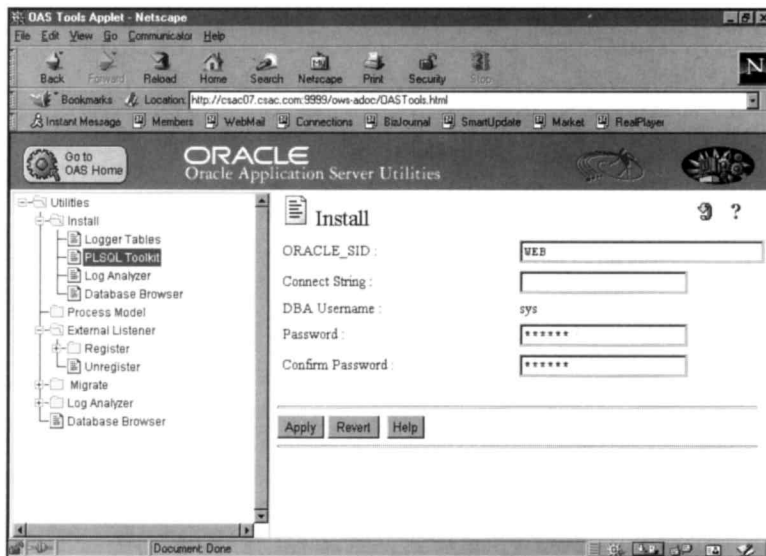 OAS Tools Applet - Netscape
File Edit View Go Communicator Help
Back Forward Reload Home Search Netscape Print Security Stop
N
Bookmarks Location: http://csac07.csac.com:9999/ows-adoc/OASTools.html
Instant Message Members WebMail Connections BizJournal SmartUpdate Market RealPlayer
Go to
OAS Home
ORACLE
Oracle Application Server Utilities
Utilities
Install
Logger Tables
PLSQL Toolkit
Log Analyzer
Database Browser
Process Model
External Listener
Register
Unregister
Migrate
Log Analyzer
Database Browser
Install
?
ORACLE_SID : WEB
Connect String :
DBA Username : sys
Password : ******
Confirm Password : ******
Apply Revert Help
Document: Done